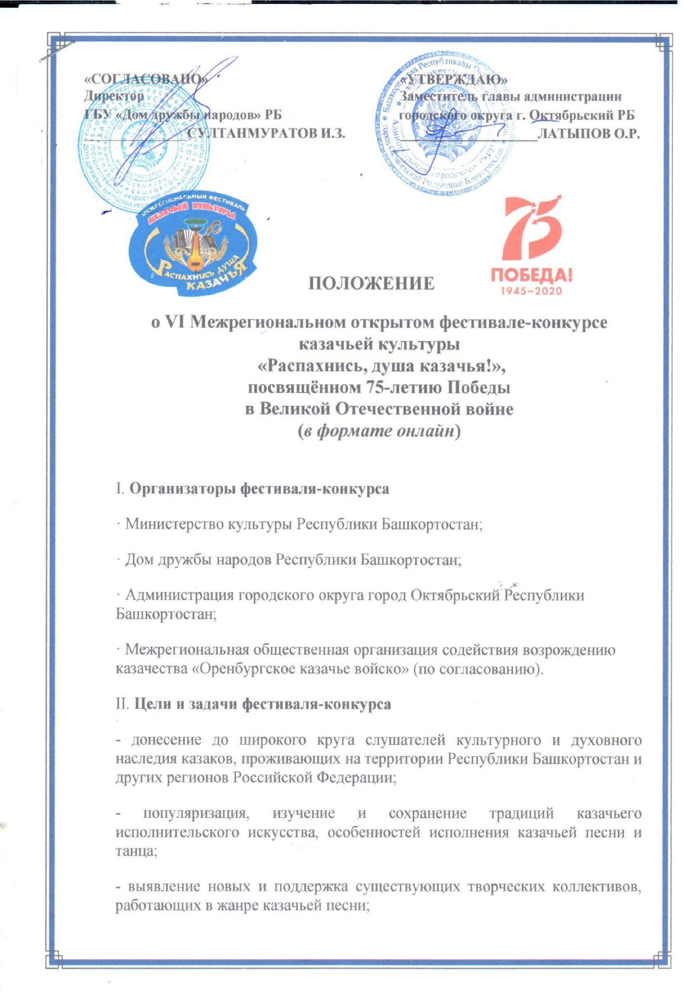 «СОГЛАСОВАНО»
Директор
ГБУ «Дом дружбы народов» РБ
СУЛТАНМУРАТОВ И.З.
«УТВЕРЖДАЮ»
Заместитель главы администрации
городского округа г. Октябрьский РБ
ЛАТЫПОВ О.Р.
МЕЖРЕГИОНАЛЬНЫЙ ФЕСТИВАЛЬ
КАЗАЧЬЕЙ КУЛЬТУРЫ
РАСПАХНИСЬ ДУША
КАЗАЧЬЯ
75
ПОБЕДА!
1945–2020
ПОЛОЖЕНИЕ
о VI Межрегиональном открытом фестивале-конкурсе
казачьей культуры
«Распахнись, душа казачья!»,
посвящённом 75-летию Победы
в Великой Отечественной войне
(в формате онлайн)
I. Организаторы фестиваля-конкурса
· Министерство культуры Республики Башкортостан;
· Дом дружбы народов Республики Башкортостан;
· Администрация городского округа город Октябрьский Республики
Башкортостан;
· Межрегиональная общественная организация содействия возрождению
казачества «Оренбургское казачье войско» (по согласованию).
II. Цели и задачи фестиваля-конкурса
- донесение до широкого круга слушателей культурного и духовного
наследия казаков, проживающих на территории Республики Башкортостан и
других регионов Российской Федерации;
- популяризация, изучение и сохранение традиций казачьего
исполнительского искусства, особенностей исполнения казачьей песни и
танца;
- выявление новых и поддержка существующих творческих коллективов,
работающих в жанре казачьей песни;